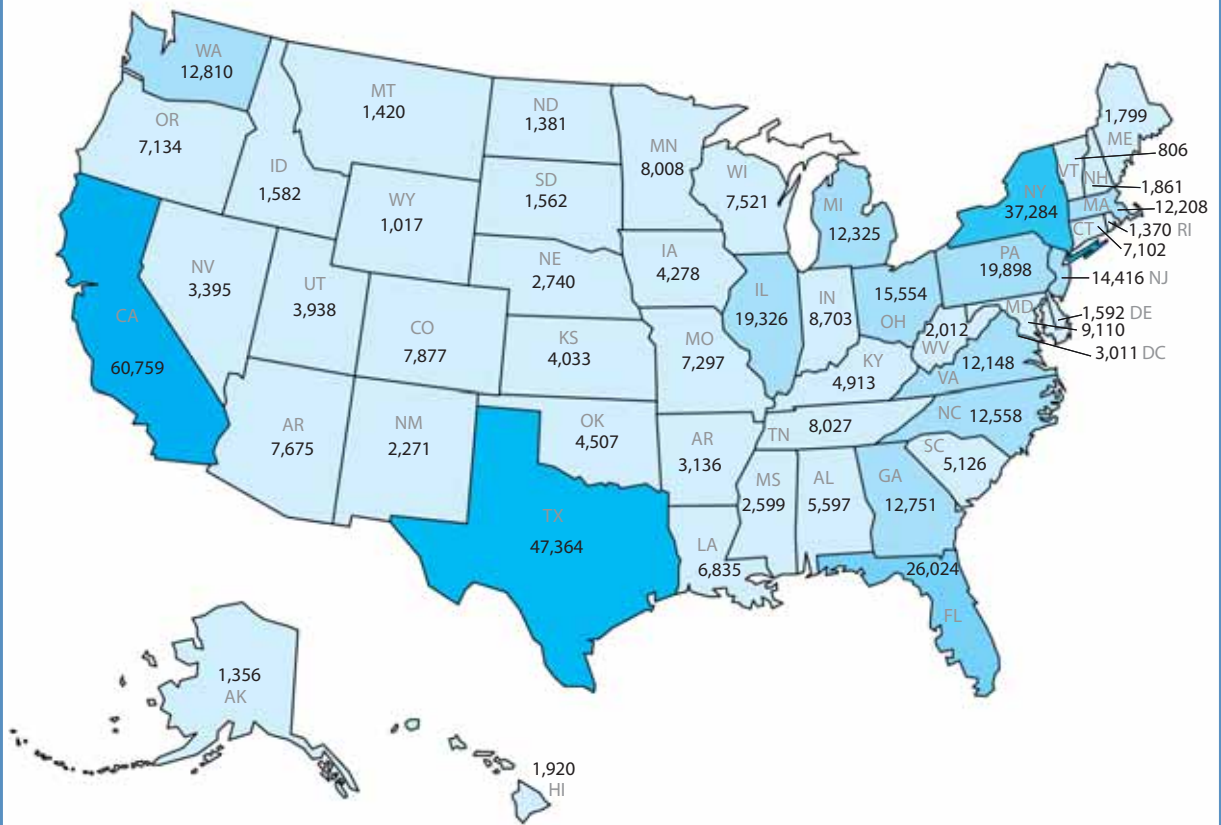 WA
12,810
OR
7,134
ID
1,582
MT
1,420
WY
1,017
ND
1,381
SD
1,562
NE
2,740
KS
4,033
MN
8,008
IA
4,278
MO
7,297
WI
7,521
MI
12,325
IL
19,326
IN
8,703
15,554
OH
CA
60,759
NV
3,395
UT
3,938
CO
7,877
AR
7,675
NM
2,271
OK
4,507
TX
47,364
AR
3,136
LA
6,835
MS
2,599
AL
5,597
TN
8,027
KY
4,913
2,012
WV
12,148
VA
NC 12,558
SC
5,126
GA
12,751
26,024
FL
NY
37,284
PA
19,898
1,799
ME
VT
806
NH
1,861
MA
12,208
CT
1,370 RI
7,102
14,416 NJ
MD
1,592 DE
9,110
3,011 DC
1,356
AK
1,920
HI